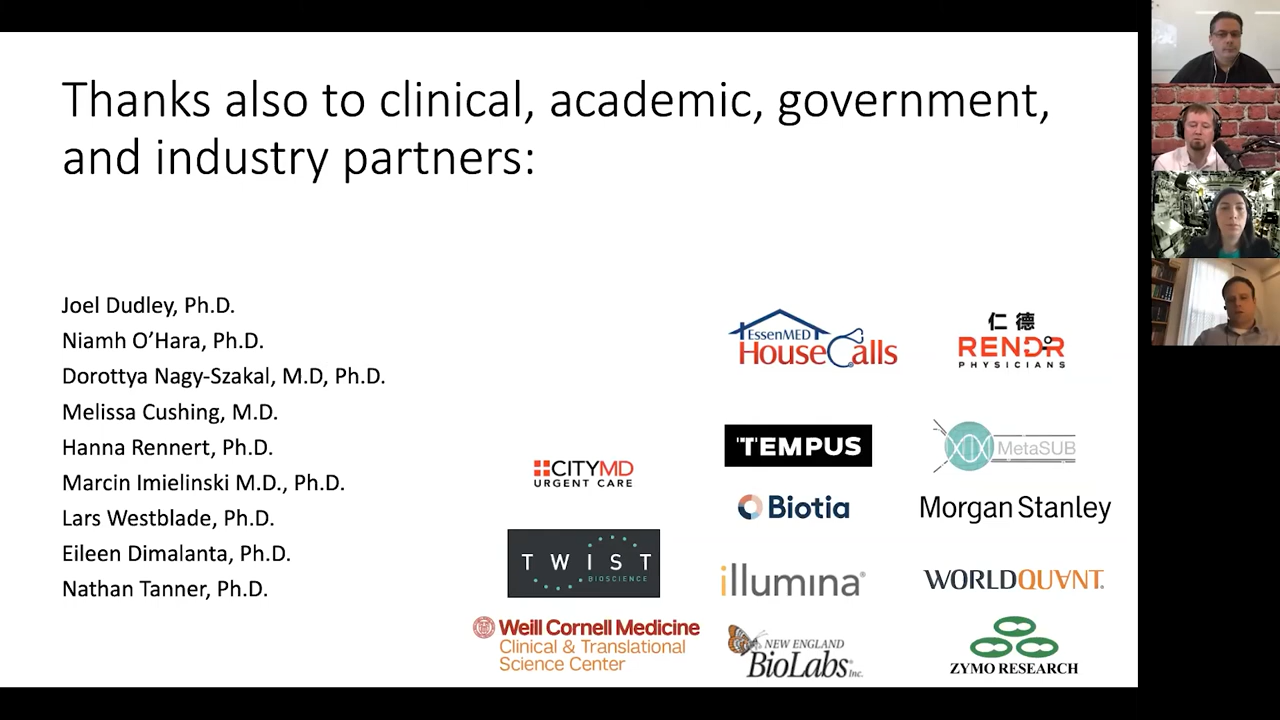 Thanks also to clinical, academic, government,
and industry partners:
Joel Dudley, Ph.D.
Niamh O’Hara, Ph.D.
Dorottya Nagy-Szakal, M.D, Ph.D.
Melissa Cushing, M.D.
Hanna Rennert, Ph.D.
Marcin Imielinski M.D., Ph.D.
Lars Westblade, Ph.D.
Eileen Dimalanta, Ph.D.
Nathan Tanner, Ph.D.
EssenMED
HouseCalls
仁德
RENDR
PHYSICIANS
TEMPUS
MetaSUB
CITYMD
URGENT CARE
Biotia
Morgan Stanley
TWIST
BIOSCIENCE
illumina®
WORLDQUANT®
Weill Cornell Medicine
Clinical & Translational
Science Center
NEW ENGLAND
BioLabs® Inc.
ZYMO RESEARCH